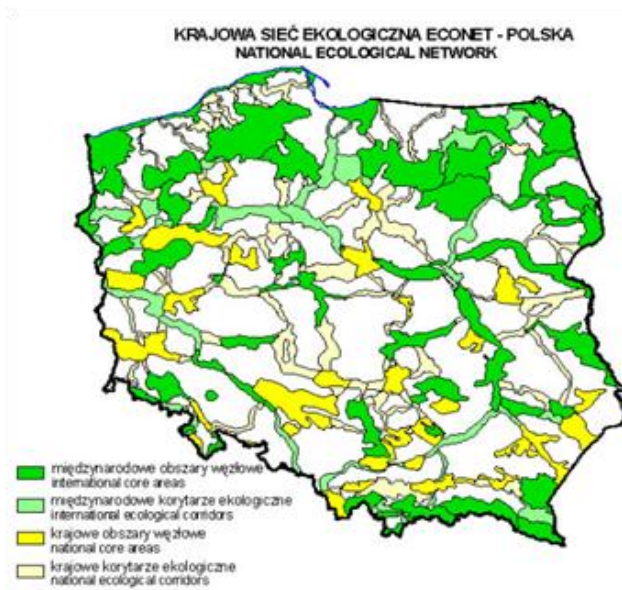 KRAJOWA SIEĆ EKOLOGICZNA ECONET - POLSKA
NATIONAL ECOLOGICAL NETWORK
międzynarodowe obszary węzłowe
international core areas
międzynarodowe korytarze ekologiczne
international ecological corridors
krajowe obszary węzłowe
national core areas
krajowe korytarze ekologiczne
national ecological corridors